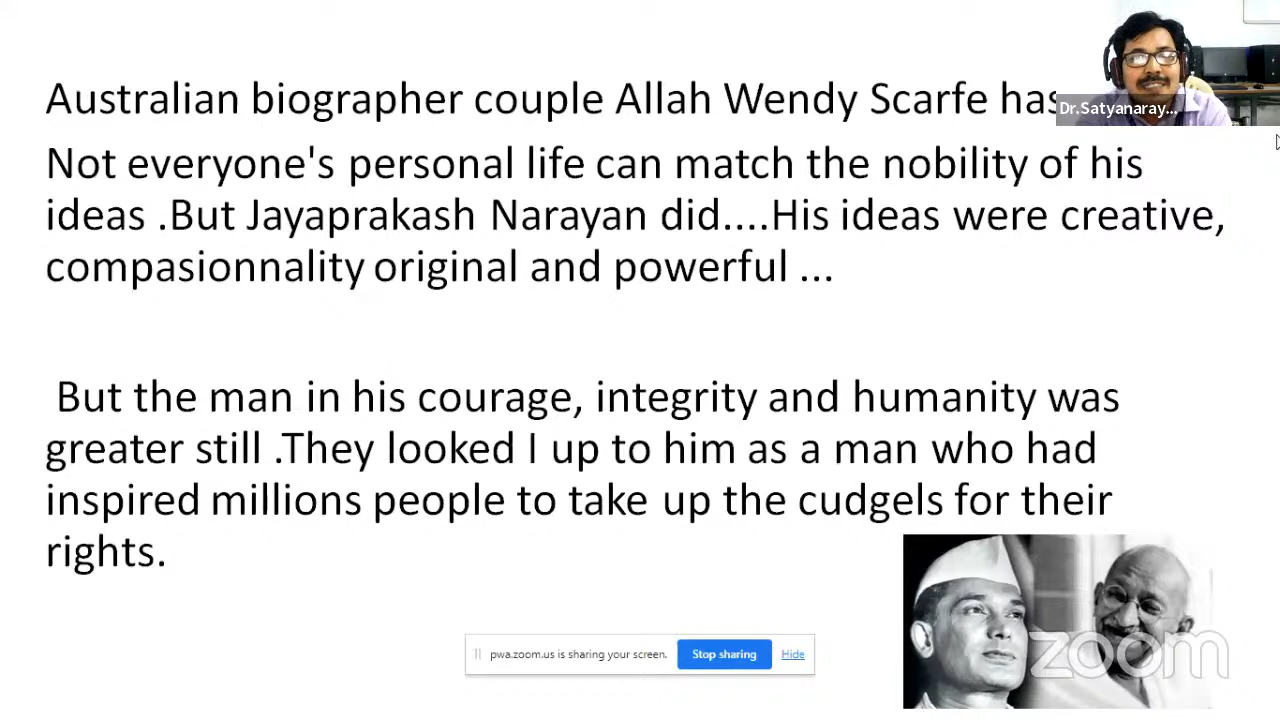 Australian biographer couple Allah Wendy Scarfe has
Dr.Satyanaray...
Not everyone's personal life can match the nobility of his
ideas .But Jayaprakash Narayan did....His ideas were creative,
compasionnality original and powerful ...
But the man in his courage, integrity and humanity was
greater still .They looked I up to him as a man who had
inspired millions people to take up the cudgels for their
rights.
zoom
pwa.zoom.us is sharing your screen.
Stop sharing
Hide